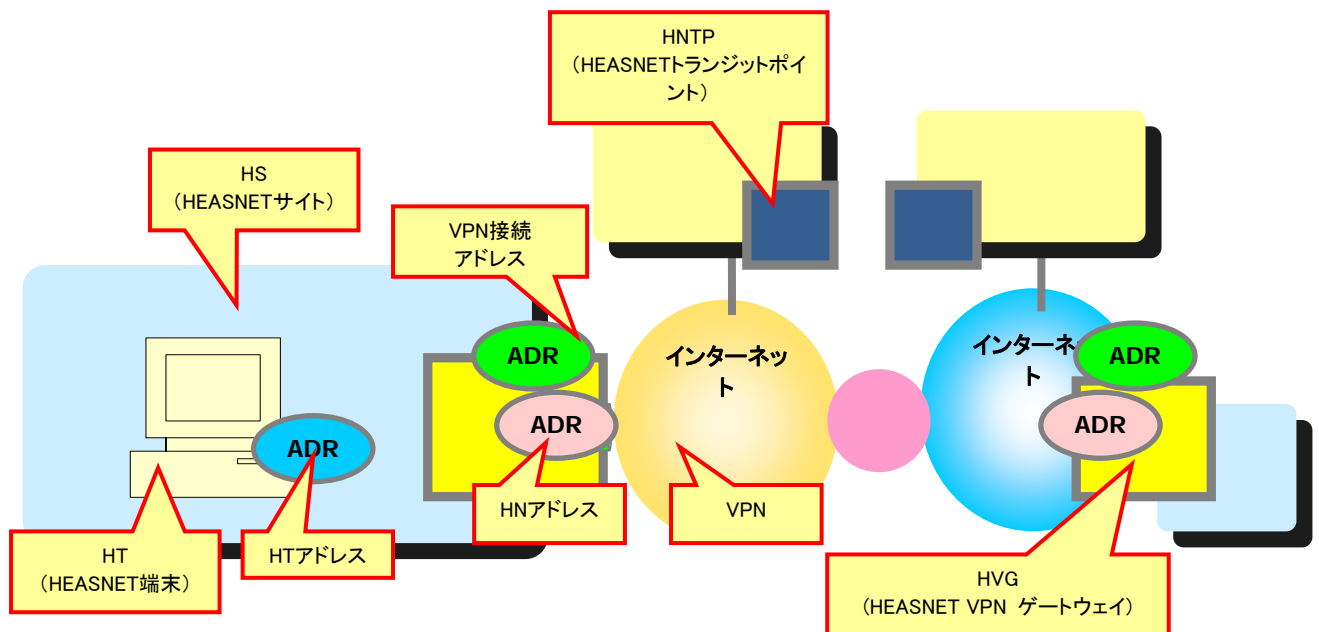 HNTP
（HEASNETトランジットポイ
ント）
HS
（HEASNETサイト）
VPN接続
アドレス
インターネッ
ト
インターネッ
ト
ADR
ADR
ADR
ADR
ADR
HNアドレス
VPN
HT
（HEASNET端末）
HTアドレス
HVG
（HEASNET VPN ゲートウェイ）